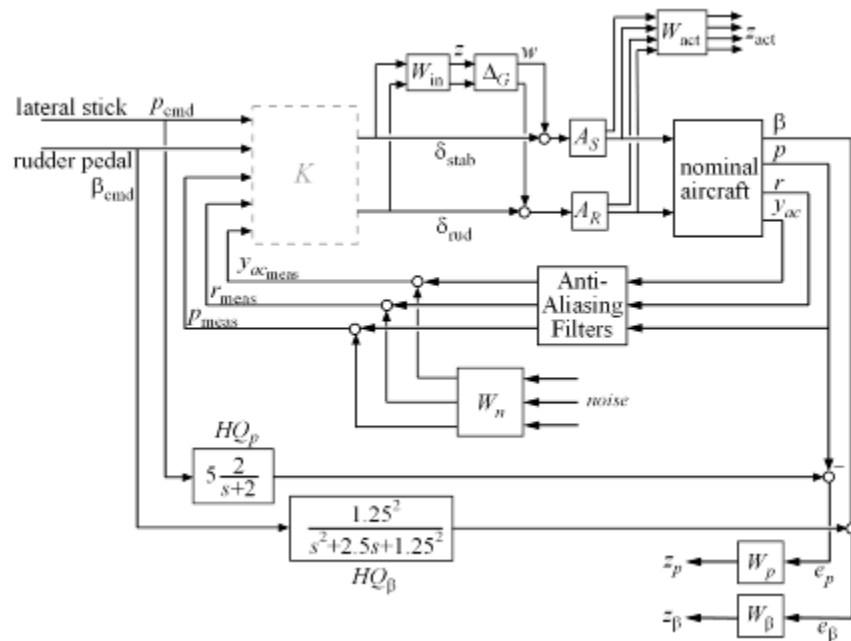 lateral stick
p_cmd
rudder pedal
β_cmd
K
δ_stab
δ_rud
W_in
z
Δ_G
w
A_S
A_R
W_act
z_act
nominal
aircraft
β
p
r
y_ac
y_ac_meas
r_meas
p_meas
Anti-
Aliasing
Filters
W_n
noise
HQ_p
5 2/(s+2)
1.25²/(s²+2.5s+1.25²)
HQ_β
−
z_p
W_p
e_p
z_β
W_β
e_β